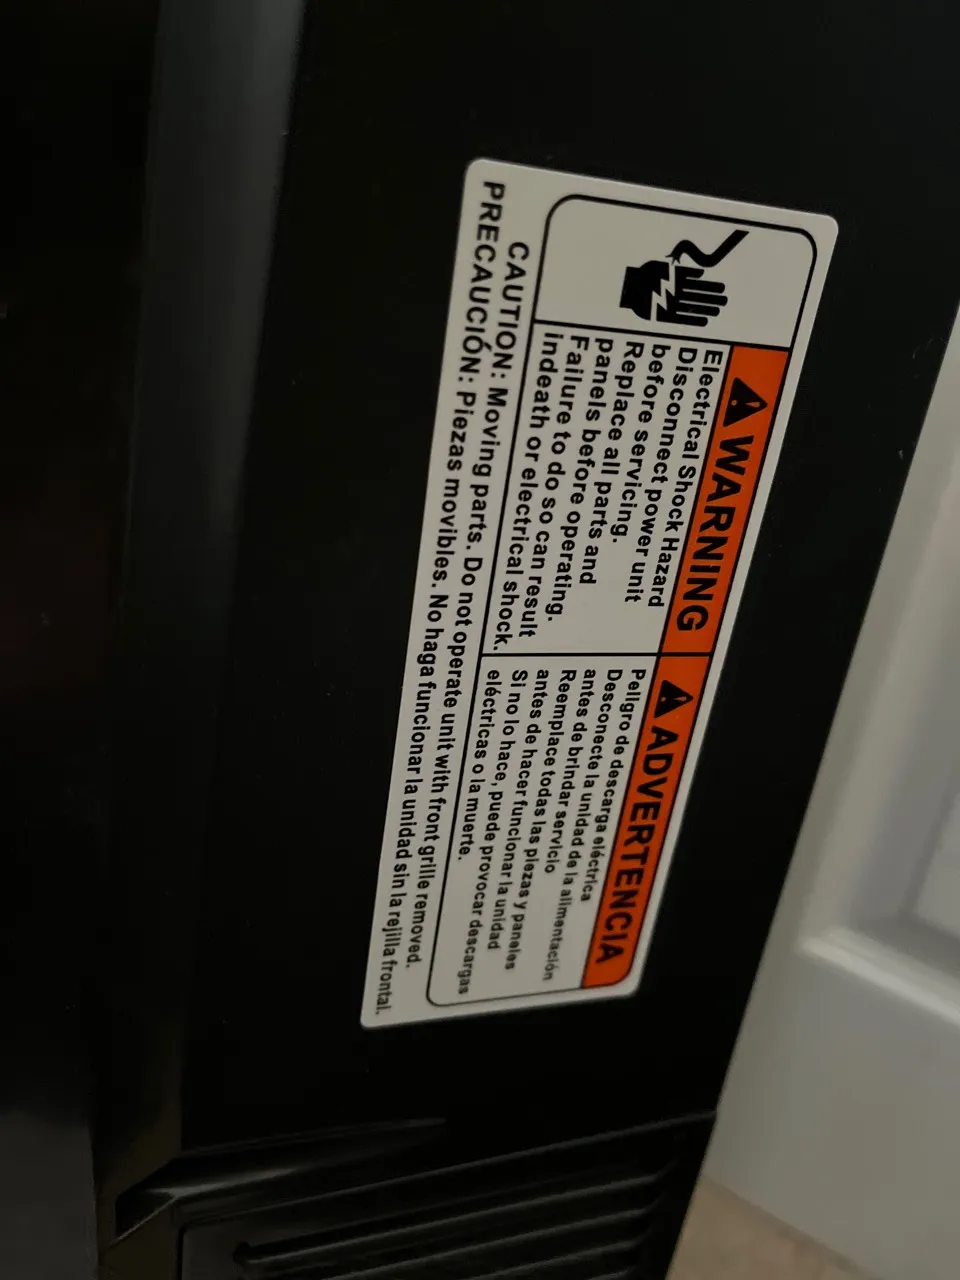 WARNING
Electrical Shock Hazard
Disconnect power unit
before servicing.
Replace all parts and
panels before operating.
Failure to do so can result
indeath or electrical shock.
ADVERTENCIA
Peligro de descarga eléctrica
Desconecte la unidad de la alimentación
antes de brindar servicio
Reemplace todas las piezas y paneles
antes de hacer funcionar la unidad
Si no lo hace, puede provocar descargas
eléctricas o la muerte.
CAUTION: Moving parts. Do not operate unit with front grille removed.
PRECAUCIÓN: Piezas movibles. No haga funcionar la unidad sin la rejilla frontal.